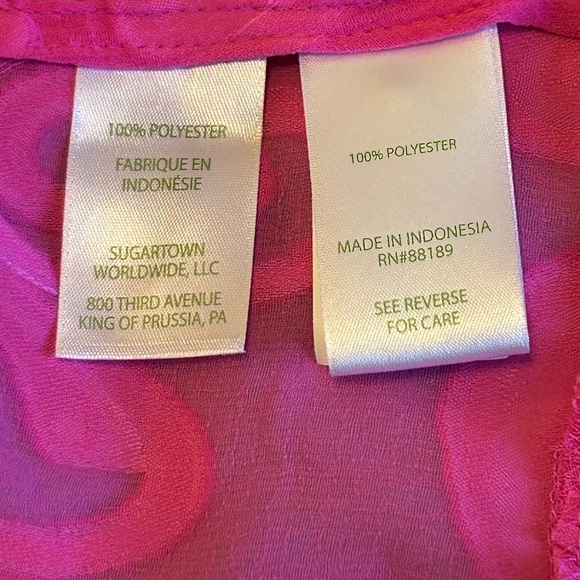 100% POLYESTER
FABRIQUE EN
INDONÉSIE
SUGARTOWN
WORLDWIDE, LLC
800 THIRD AVENUE
KING OF PRUSSIA, PA
100% POLYESTER
MADE IN INDONESIA
RN#88189
SEE REVERSE
FOR CARE